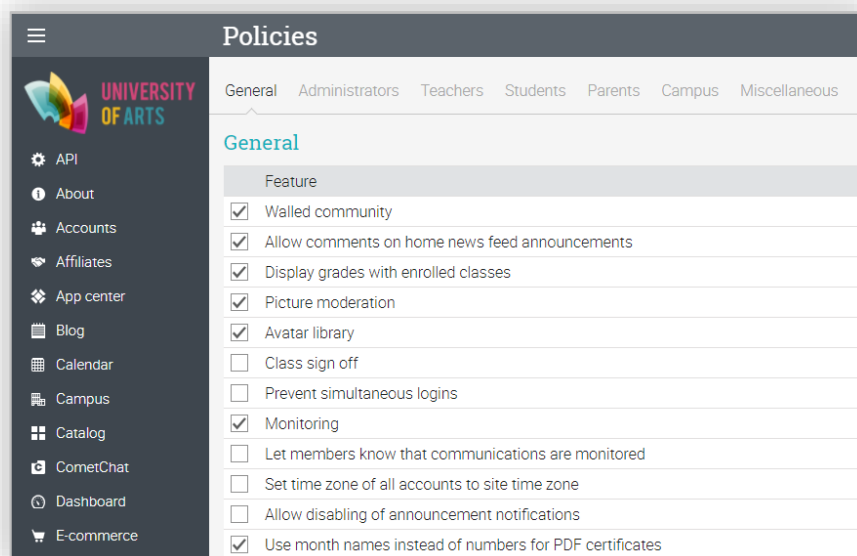 Policies
UNIVERSITY
OF ARTS
API
About
Accounts
Affiliates
App center
Blog
Calendar
Campus
Catalog
CometChat
Dashboard
E-commerce
General Administrators Teachers Students Parents Campus Miscellaneous
General
Feature
Walled community
Allow comments on home news feed announcements
Display grades with enrolled classes
Picture moderation
Avatar library
Class sign off
Prevent simultaneous logins
Monitoring
Let members know that communications are monitored
Set time zone of all accounts to site time zone
Allow disabling of announcement notifications
Use month names instead of numbers for PDF certificates